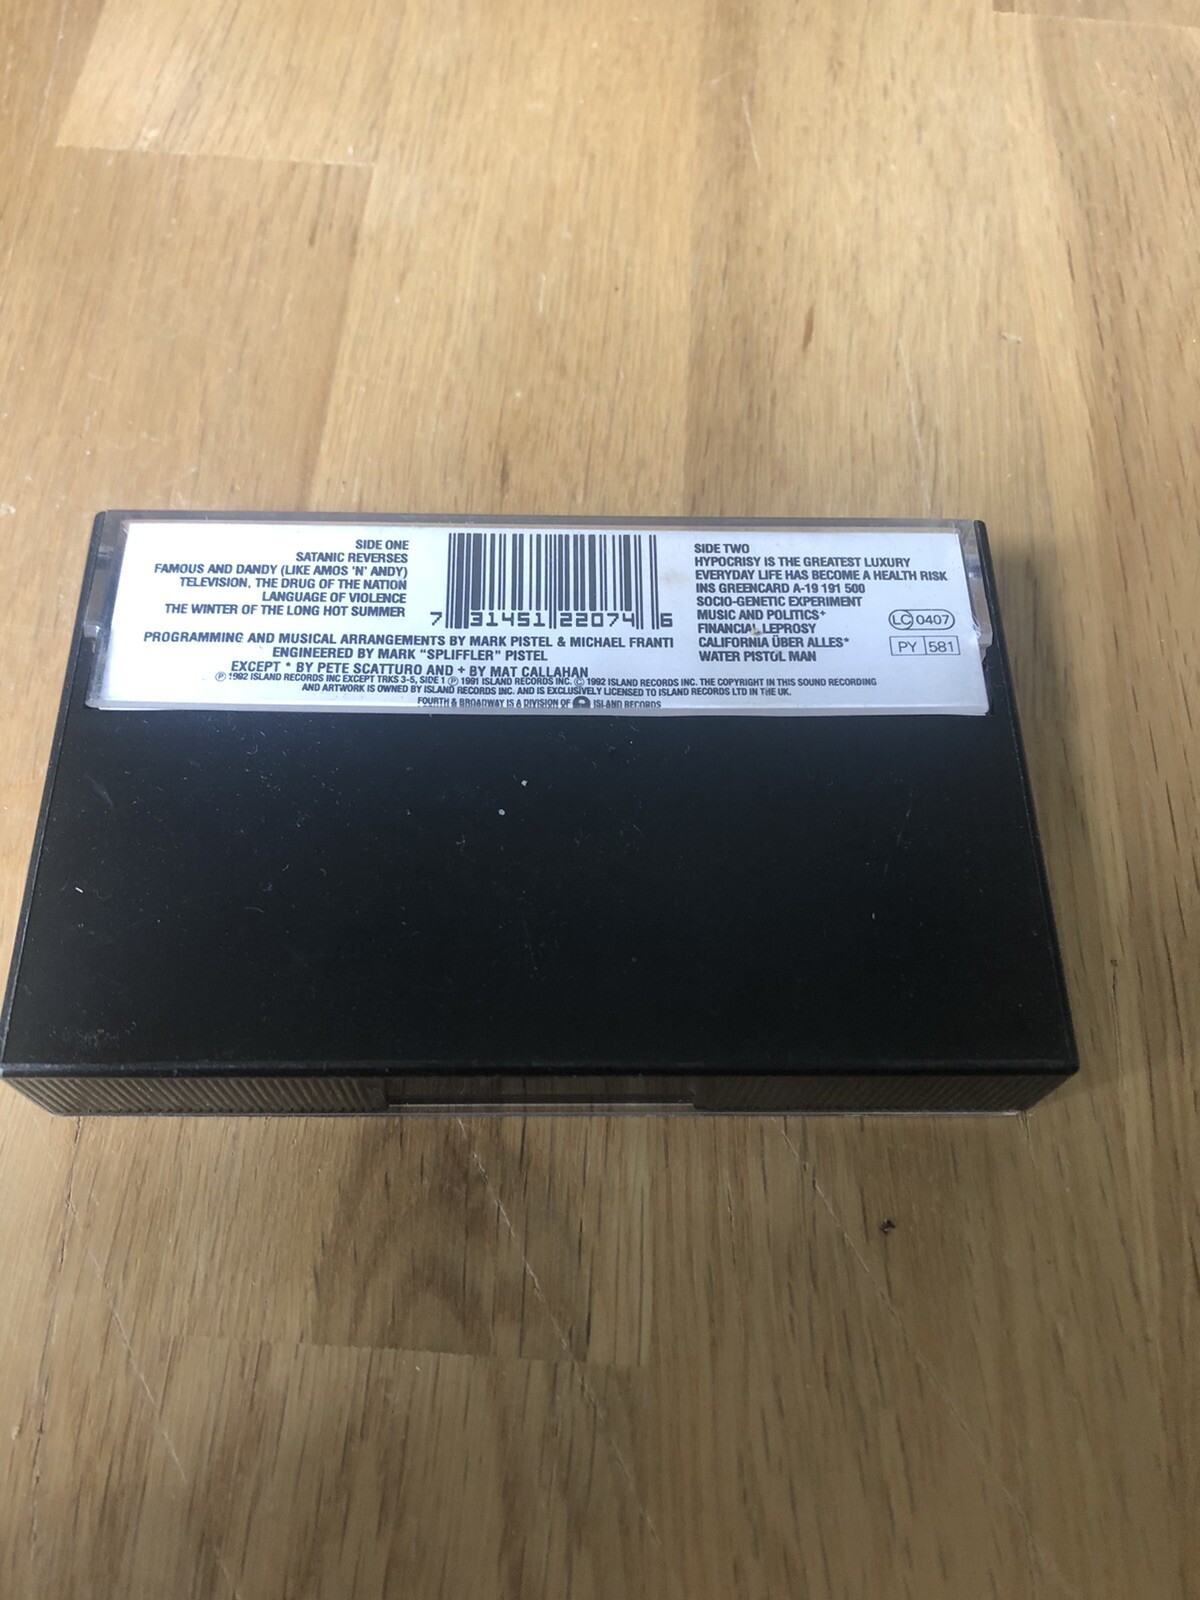 SIDE ONE
SATANIC REVERSES
FAMOUS AND DANDY (LIKE AMOS 'N' ANDY)
TELEVISION, THE DRUG OF THE NATION
LANGUAGE OF VIOLENCE
THE WINTER OF THE LONG HOT SUMMER
7 31451 22074 6
SIDE TWO
HYPOCRISY IS THE GREATEST LUXURY
EVERYDAY LIFE HAS BECOME A HEALTH RISK
INS GREENCARD A-19 191 500
SOCIO-GENETIC EXPERIMENT
MUSIC AND POLITICS+
FINANCIAL LEPROSY
CALIFORNIA ÜBER ALLES*
WATER PISTOL MAN
LC 0407
PY 581
PROGRAMMING AND MUSICAL ARRANGEMENTS BY MARK PISTEL & MICHAEL FRANTI
ENGINEERED BY MARK "SPLIFFLER" PISTEL
EXCEPT * BY PETE SCATTURO AND + BY MAT CALLAHAN
℗ 1992 ISLAND RECORDS INC EXCEPT TRKS 3-5, SIDE 1 ℗ 1991 ISLAND RECORDS INC. © 1992 ISLAND RECORDS INC. THE COPYRIGHT IN THIS SOUND RECORDING
AND ARTWORK IS OWNED BY ISLAND RECORDS INC. AND IS EXCLUSIVELY LICENSED TO ISLAND RECORDS LTD IN THE UK.
FOURTH & BROADWAY IS A DIVISION OF ISLAND RECORDS